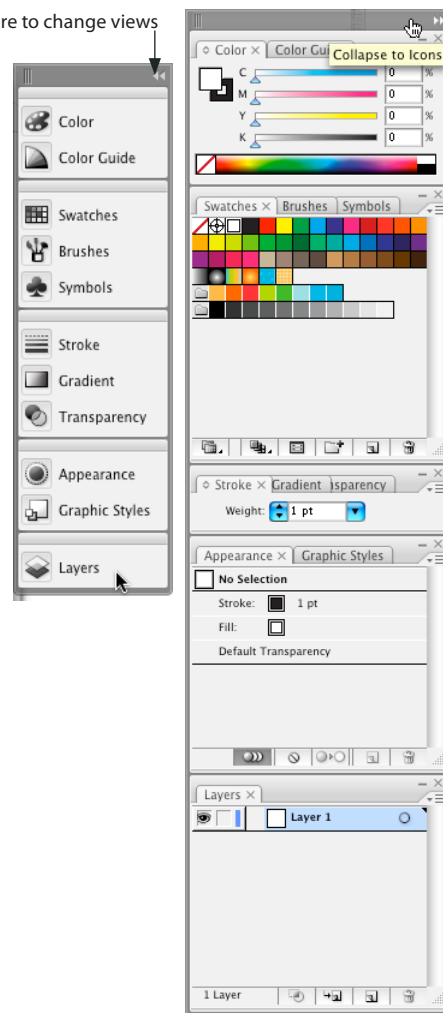 re to change views
Color
Color Guide
Swatches
Brushes
Symbols
Stroke
Gradient
Transparency
Appearance
Graphic Styles
Layers
Color Color Gui
Collapse to Icons
C 0 %
M 0 %
Y 0 %
K 0 %
Swatches Brushes Symbols
Stroke Gradient sparency
Weight: 1 pt
Appearance Graphic Styles
No Selection
Stroke: 1 pt
Fill:
Default Transparency
Layers
Layer 1
1 Layer